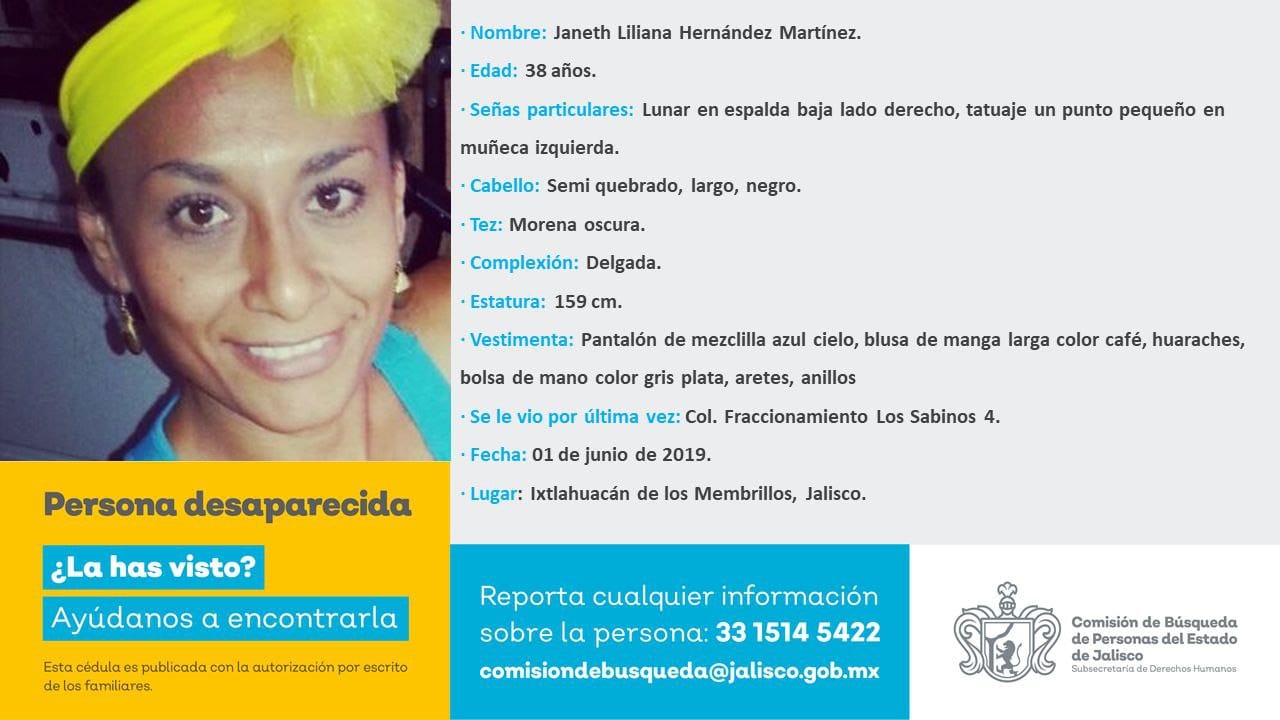 · Nombre: Janeth Liliana Hernández Martínez.
· Edad: 38 años.
· Señas particulares: Lunar en espalda baja lado derecho, tatuaje un punto pequeño en
muñeca izquierda.
· Cabello: Semi quebrado, largo, negro.
· Tez: Morena oscura.
· Complexión: Delgada.
· Estatura: 159 cm.
· Vestimenta: Pantalón de mezclilla azul cielo, blusa de manga larga color café, huaraches,
bolsa de mano color gris plata, aretes, anillos
· Se le vio por última vez: Col. Fraccionamiento Los Sabinos 4.
· Fecha: 01 de junio de 2019.
· Lugar: Ixtlahuacán de los Membrillos, Jalisco.
Persona desaparecida
¿La has visto?
Ayúdanos a encontrarla
Esta cédula es publicada con la autorización por escrito
de los familiares.
Reporta cualquier información
sobre la persona: 33 1514 5422
comisiondebusqueda@jalisco.gob.mx
Comisión de Búsqueda
de Personas del Estado
de Jalisco
Subsecretaría de Derechos Humanos